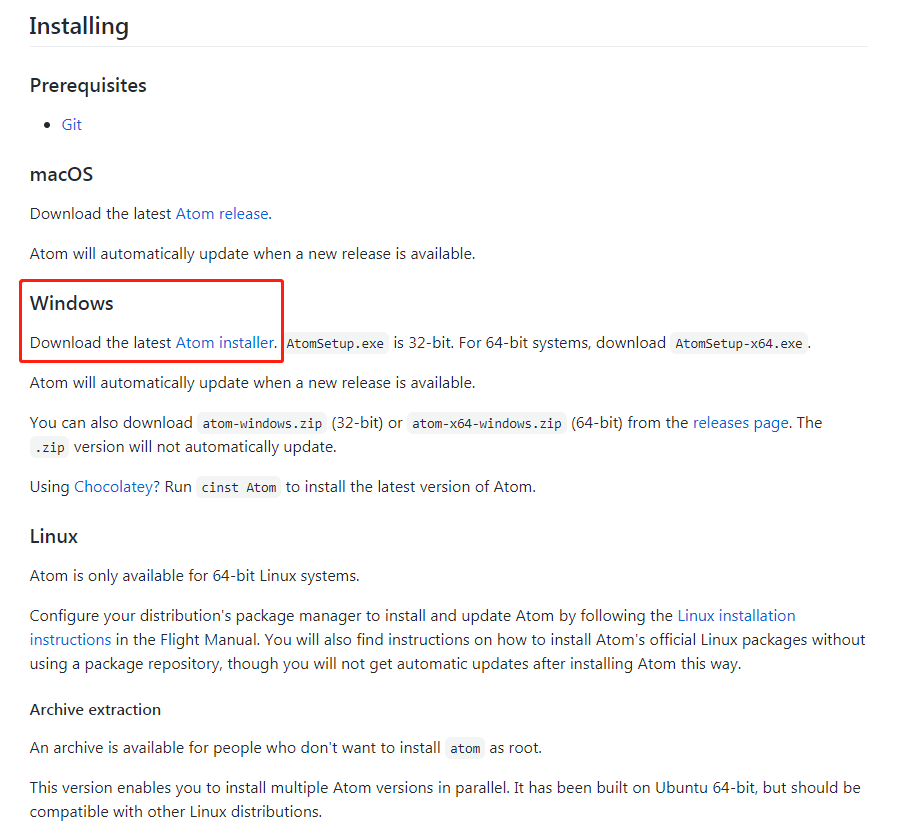 Installing
Prerequisites
Git
macOS
Download the latest Atom release.
Atom will automatically update when a new release is available.
Windows
Download the latest Atom installer. AtomSetup.exe is 32-bit. For 64-bit systems, download AtomSetup-x64.exe.
Atom will automatically update when a new release is available.
You can also download atom-windows.zip (32-bit) or atom-x64-windows.zip (64-bit) from the releases page. The
.zip version will not automatically update.
Using Chocolatey? Run cinst Atom to install the latest version of Atom.
Linux
Atom is only available for 64-bit Linux systems.
Configure your distribution's package manager to install and update Atom by following the Linux installation
instructions in the Flight Manual. You will also find instructions on how to install Atom's official Linux packages without
using a package repository, though you will not get automatic updates after installing Atom this way.
Archive extraction
An archive is available for people who don't want to install atom as root.
This version enables you to install multiple Atom versions in parallel. It has been built on Ubuntu 64-bit, but should be
compatible with other Linux distributions.